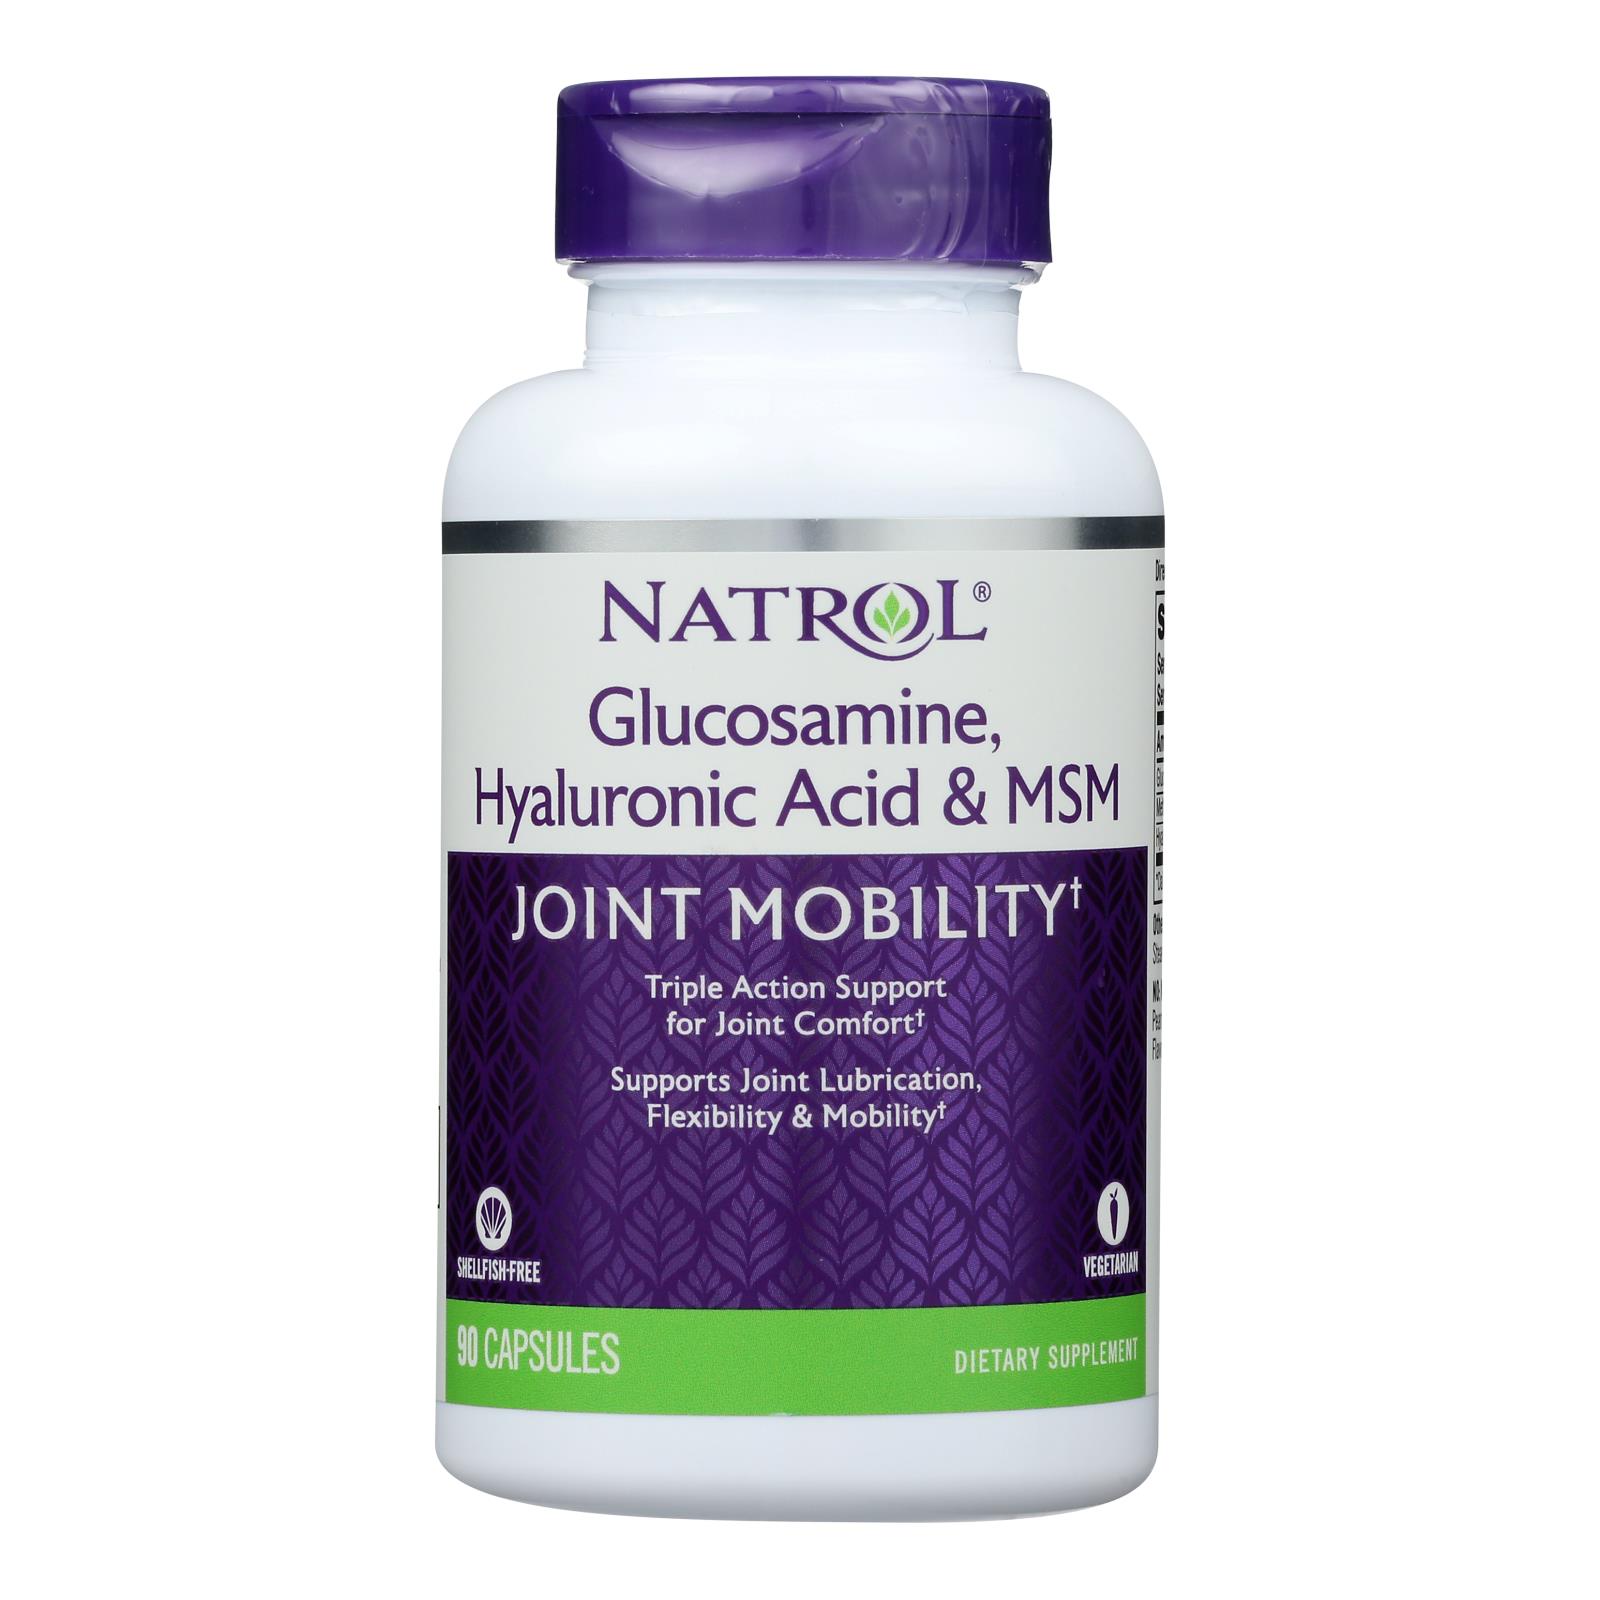 NATROL®
Glucosamine,
Hyaluronic Acid & MSM
JOINT MOBILITY†
Triple Action Support
for Joint Comfort†
Supports Joint Lubrication,
Flexibility & Mobility†
SHELLFISH-FREE
VEGETARIAN
90 CAPSULES
DIETARY SUPPLEMENT